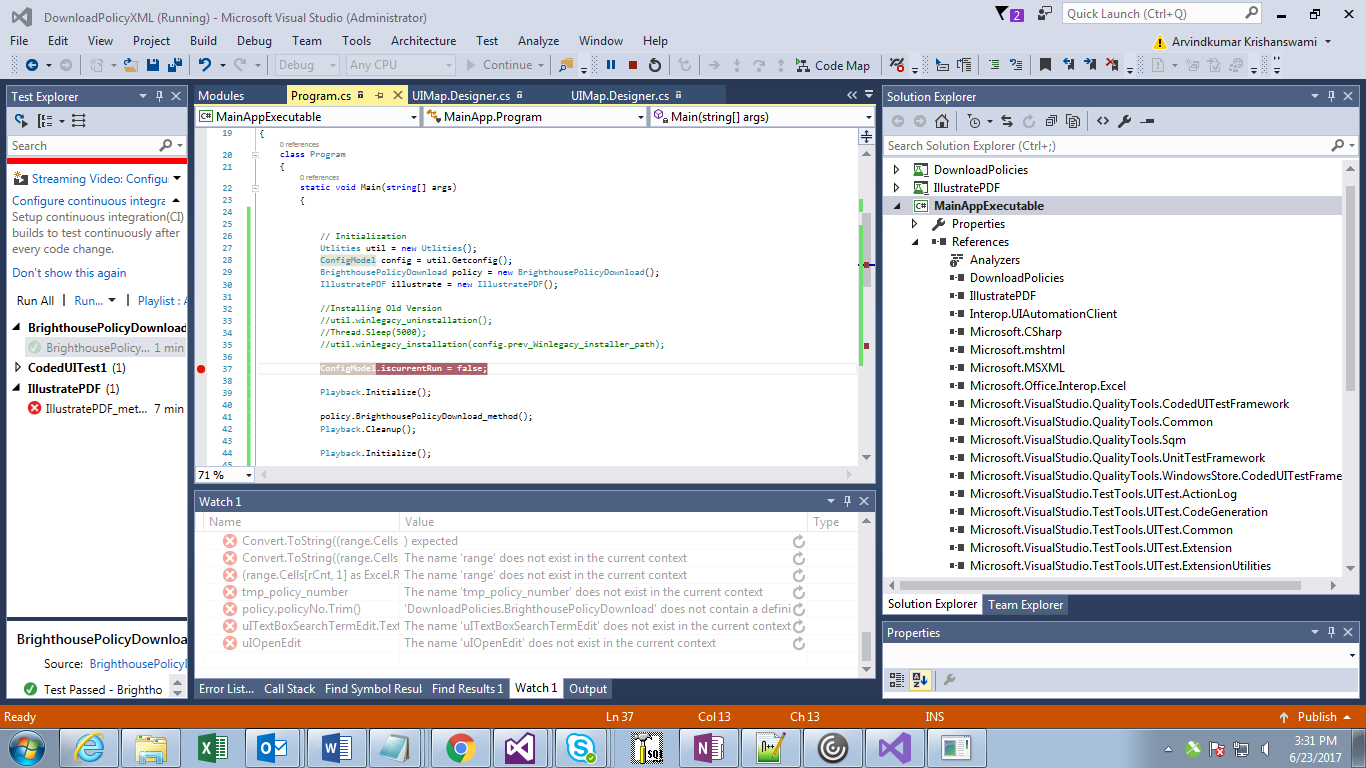 DownloadPolicyXML (Running) - Microsoft Visual Studio (Administrator)
2
Quick Launch (Ctrl+Q)
File Edit View Project Build Debug Team Tools Architecture Test Analyze Window Help
Arvindkumar Krishanswami
Debug Any CPU Continue Code Map
Test Explorer
Search
Streaming Video: Configu
Configure continuous integra
Setup continuous integration(CI)
builds to test continuously after
every code change.
Don't show this again
Run All | Run... | Playlist : A
BrighthousePolicyDownload
BrighthousePolicy... 1 min
CodedUITest1 (1)
IllustratePDF (1)
IllustratePDF_met... 7 min
BrighthousePolicyDownloa
Source: BrighthousePolicyD
Test Passed - Brightho
Modules Program.cs UIMap.Designer.cs UIMap.Designer.cs
MainAppExecutable MainApp.Program Main(string[] args)
19 {
0 references
20 class Program
21 {
0 references
22 static void Main(string[] args)
23 {
24
25
26 // Initialization
27 Utlities util = new Utlities();
28 ConfigModel config = util.Getconfig();
29 BrighthousePolicyDownload policy = new BrighthousePolicyDownload();
30 IllustratePDF illustrate = new IllustratePDF();
31
32 //Installing Old Version
33 //util.winlegacy_uninstallation();
34 //Thread.Sleep(5000);
35 //util.winlegacy_installation(config.prev_Winlegacy_installer_path);
36
37 ConfigModel.iscurrentRun = false;
38
39 Playback.Initialize();
40
41 policy.BrighthousePolicyDownload_method();
42 Playback.Cleanup();
43
44 Playback.Initialize();
45
71 %
Watch 1
Name Value Type
Convert.ToString((range.Cells ) expected
Convert.ToString((range.Cells The name 'range' does not exist in the current context
(range.Cells[rCnt, 1] as Excel.R The name 'range' does not exist in the current context
tmp_policy_number The name 'tmp_policy_number' does not exist in the current context
policy.policyNo.Trim() 'DownloadPolicies.BrighthousePolicyDownload' does not contain a defini
uITextBoxSearchTermEdit.Text The name 'uITextBoxSearchTermEdit' does not exist in the current context
uIOpenEdit The name 'uIOpenEdit' does not exist in the current context
Error List... Call Stack Find Symbol Resul Find Results 1 Watch 1 Output
Solution Explorer
Search Solution Explorer (Ctrl+;)
DownloadPolicies
IllustratePDF
C# MainAppExecutable
Properties
References
Analyzers
DownloadPolicies
IllustratePDF
Interop.UIAutomationClient
Microsoft.CSharp
Microsoft.mshtml
Microsoft.MSXML
Microsoft.Office.Interop.Excel
Microsoft.VisualStudio.QualityTools.CodedUITestFramework
Microsoft.VisualStudio.QualityTools.Common
Microsoft.VisualStudio.QualityTools.Sqm
Microsoft.VisualStudio.QualityTools.UnitTestFramework
Microsoft.VisualStudio.QualityTools.WindowsStore.CodedUITestFrame
Microsoft.VisualStudio.TestTools.UITest.ActionLog
Microsoft.VisualStudio.TestTools.UITest.CodeGeneration
Microsoft.VisualStudio.TestTools.UITest.Common
Microsoft.VisualStudio.TestTools.UITest.Extension
Microsoft.VisualStudio.TestTools.UITest.ExtensionUtilities
Solution Explorer Team Explorer
Properties
Ready Ln 37 Col 13 Ch 13 INS Publish
3:31 PM
6/23/2017